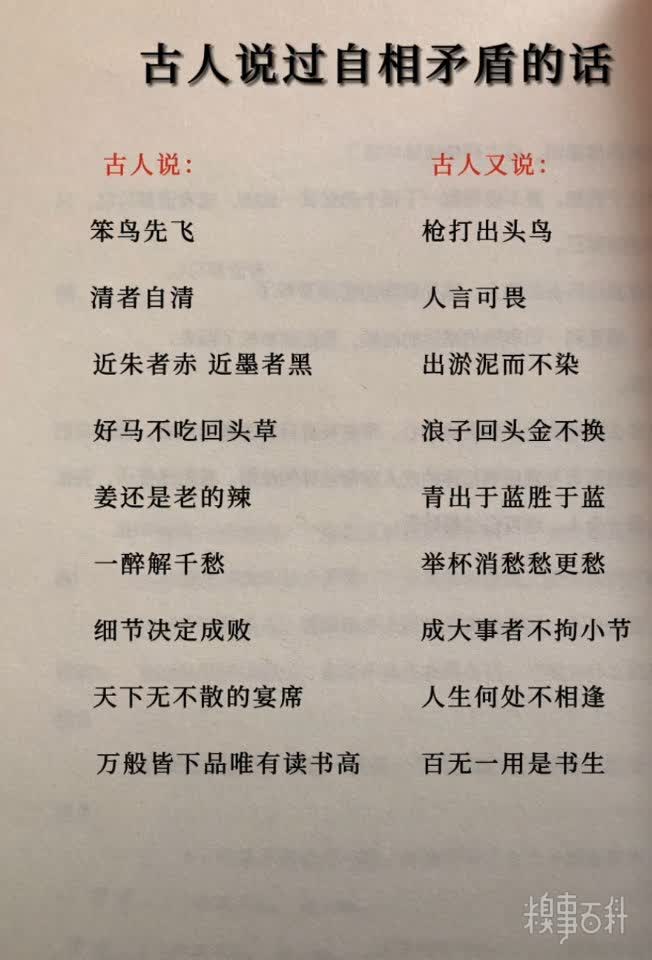 古人说过自相矛盾的话
古人说： 古人又说：
笨鸟先飞 枪打出头鸟
清者自清 人言可畏
近朱者赤 近墨者黑 出淤泥而不染
好马不吃回头草 浪子回头金不换
姜还是老的辣 青出于蓝胜于蓝
一醉解千愁 举杯消愁愁更愁
细节决定成败 成大事者不拘小节
天下无不散的宴席 人生何处不相逢
万般皆下品唯有读书高 百无一用是书生
糗事百科